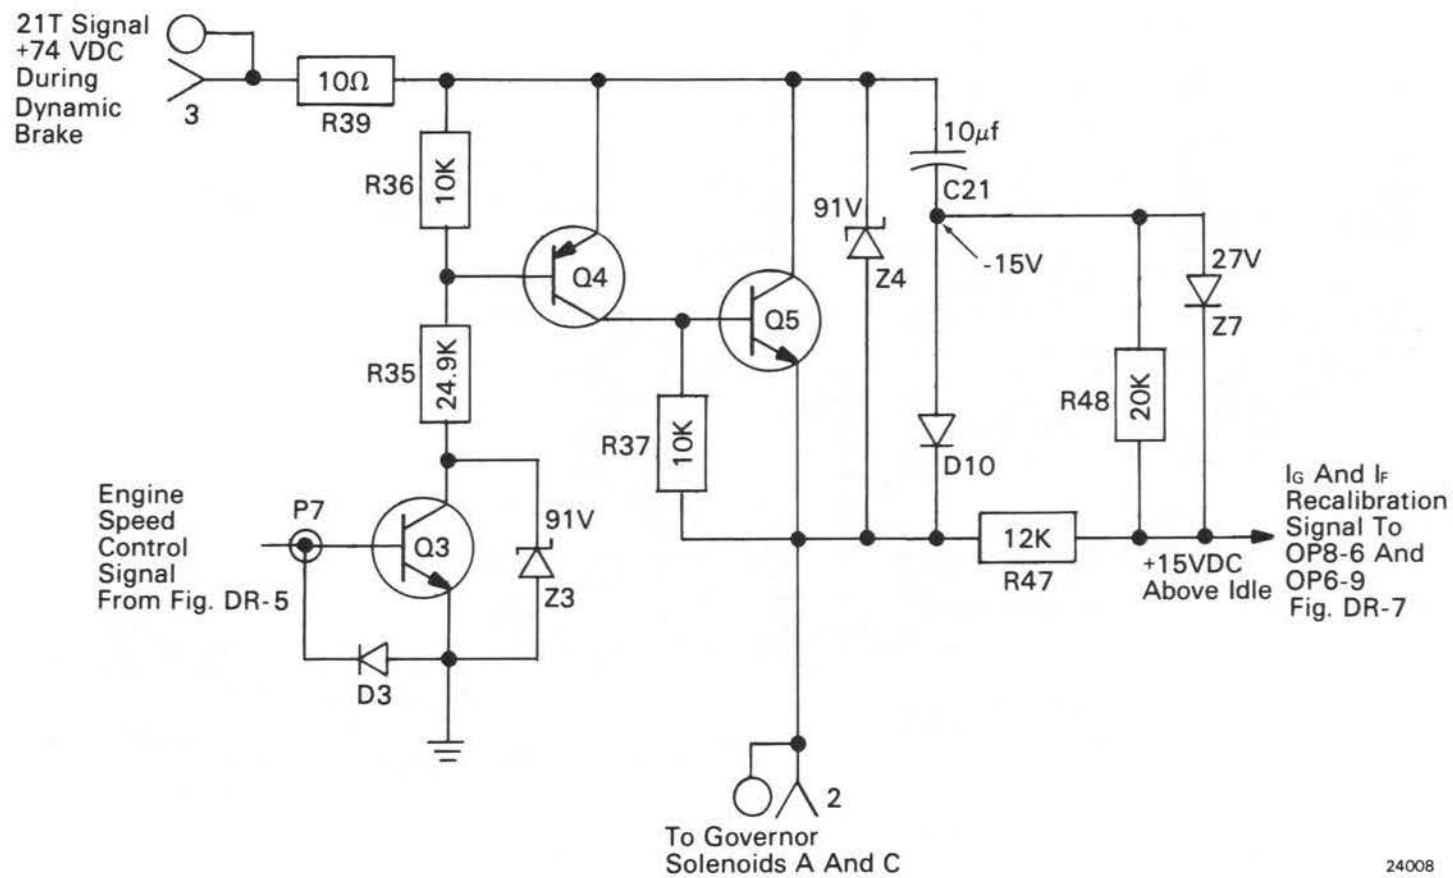 21T Signal
+74 VDC
During
Dynamic
Brake
3
10Ω
R39
R36
10K
R35
24.9K
Q4
Q5
R37
10K
91V
Z4
10µf
C21
-15V
27V
Z7
R48
20K
D10
Engine
Speed
Control
Signal
From Fig. DR-5
P7
Q3
91V
Z3
D3
12K
R47
+15VDC
Above Idle
IG And IF
Recalibration
Signal To
OP8-6 And
OP6-9
Fig. DR-7
2
To Governor
Solenoids A And C
24008